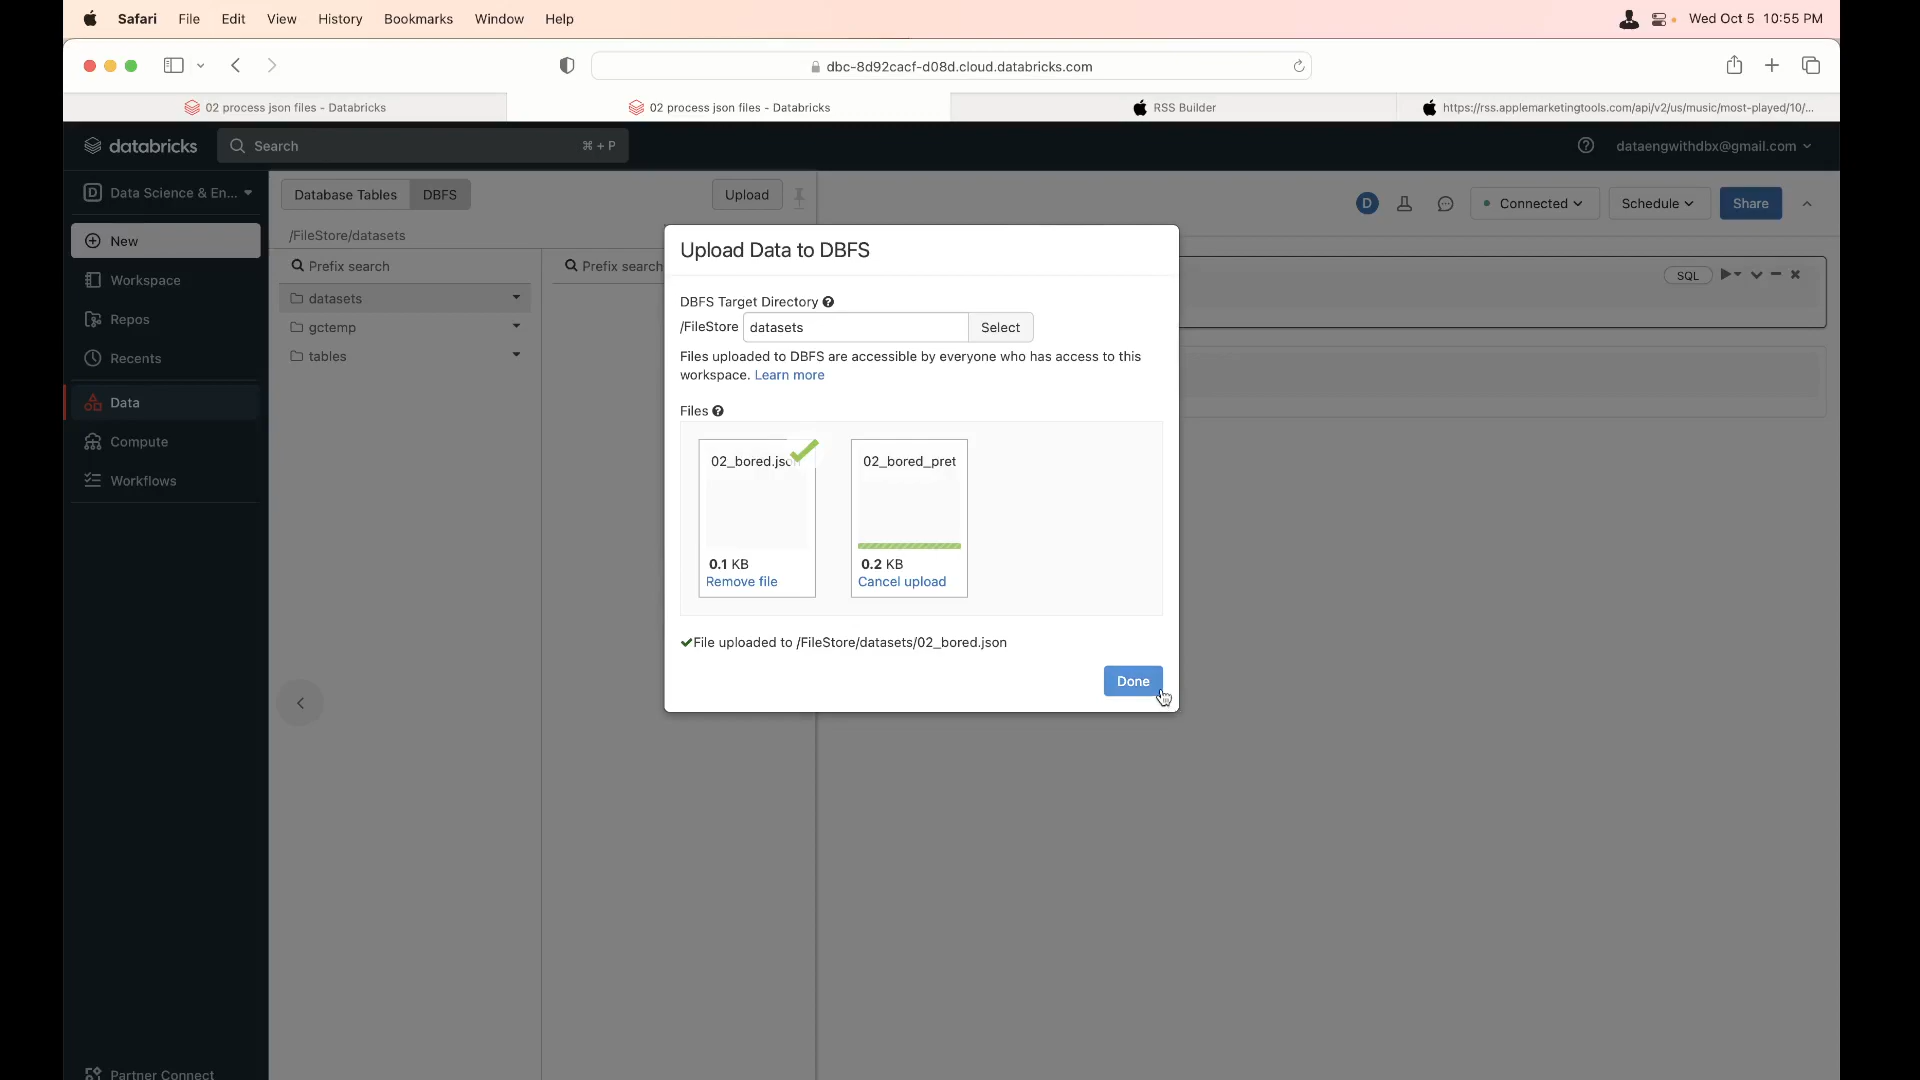 Safari File Edit View History Bookmarks Window Help Wed Oct 5 10:55 PM
dbc-8d92cacf-d08d.cloud.databricks.com
02 process json files - Databricks
02 process json files - Databricks
RSS Builder
https://rss.applemarketingtools.com/api/v2/us/music/most-played/10/...
databricks
Search
⌘ + P
dataengwithdbx@gmail.com
D Data Science & En...
New
Workspace
Repos
Recents
Data
Compute
Workflows
Partner Connect
Database Tables
DBFS
Upload
/FileStore/datasets
Prefix search
datasets
gctemp
tables
Prefix search
D
Connected
Schedule
Share
SQL
Upload Data to DBFS
DBFS Target Directory
/FileStore datasets Select
Files uploaded to DBFS are accessible by everyone who has access to this
workspace. Learn more
Files
02_bored.json
0.1 KB
Remove file
02_bored_pret
0.2 KB
Cancel upload
File uploaded to /FileStore/datasets/02_bored.json
Done